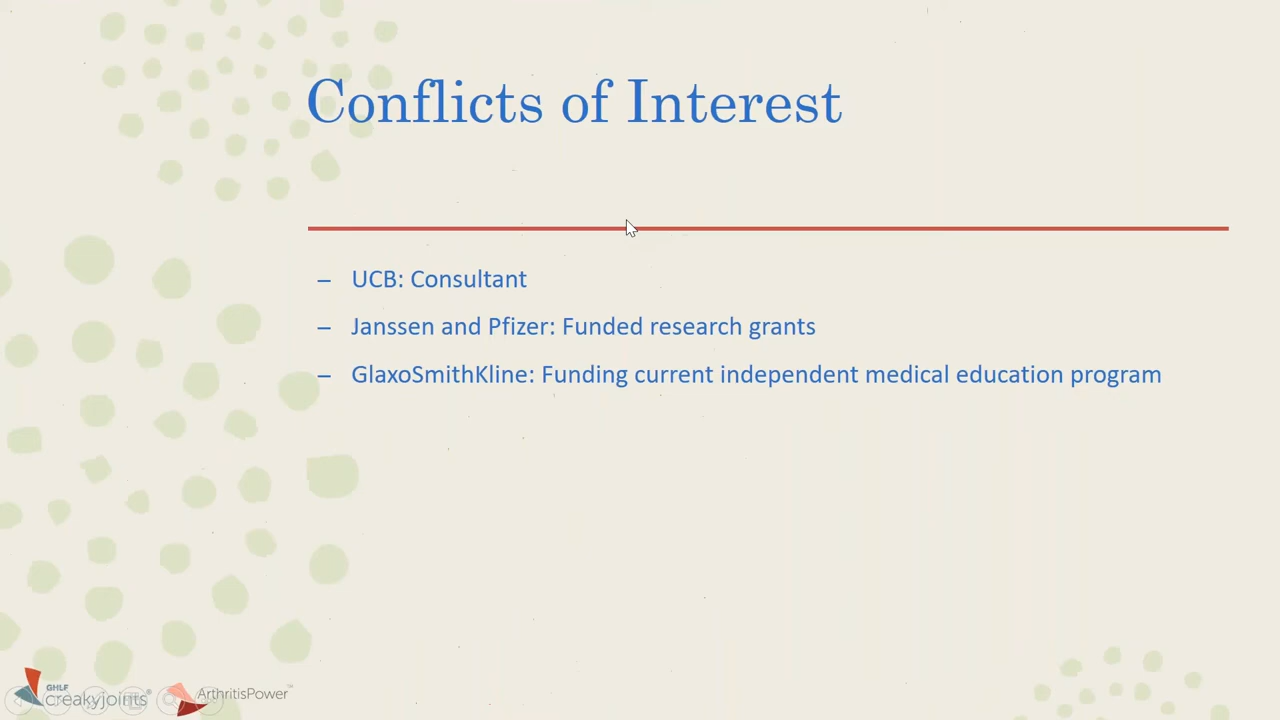 Conflicts of Interest
– UCB: Consultant
– Janssen and Pfizer: Funded research grants
– GlaxoSmithKline: Funding current independent medical education program
GHLF
creakyjoints®
ArthritisPower™